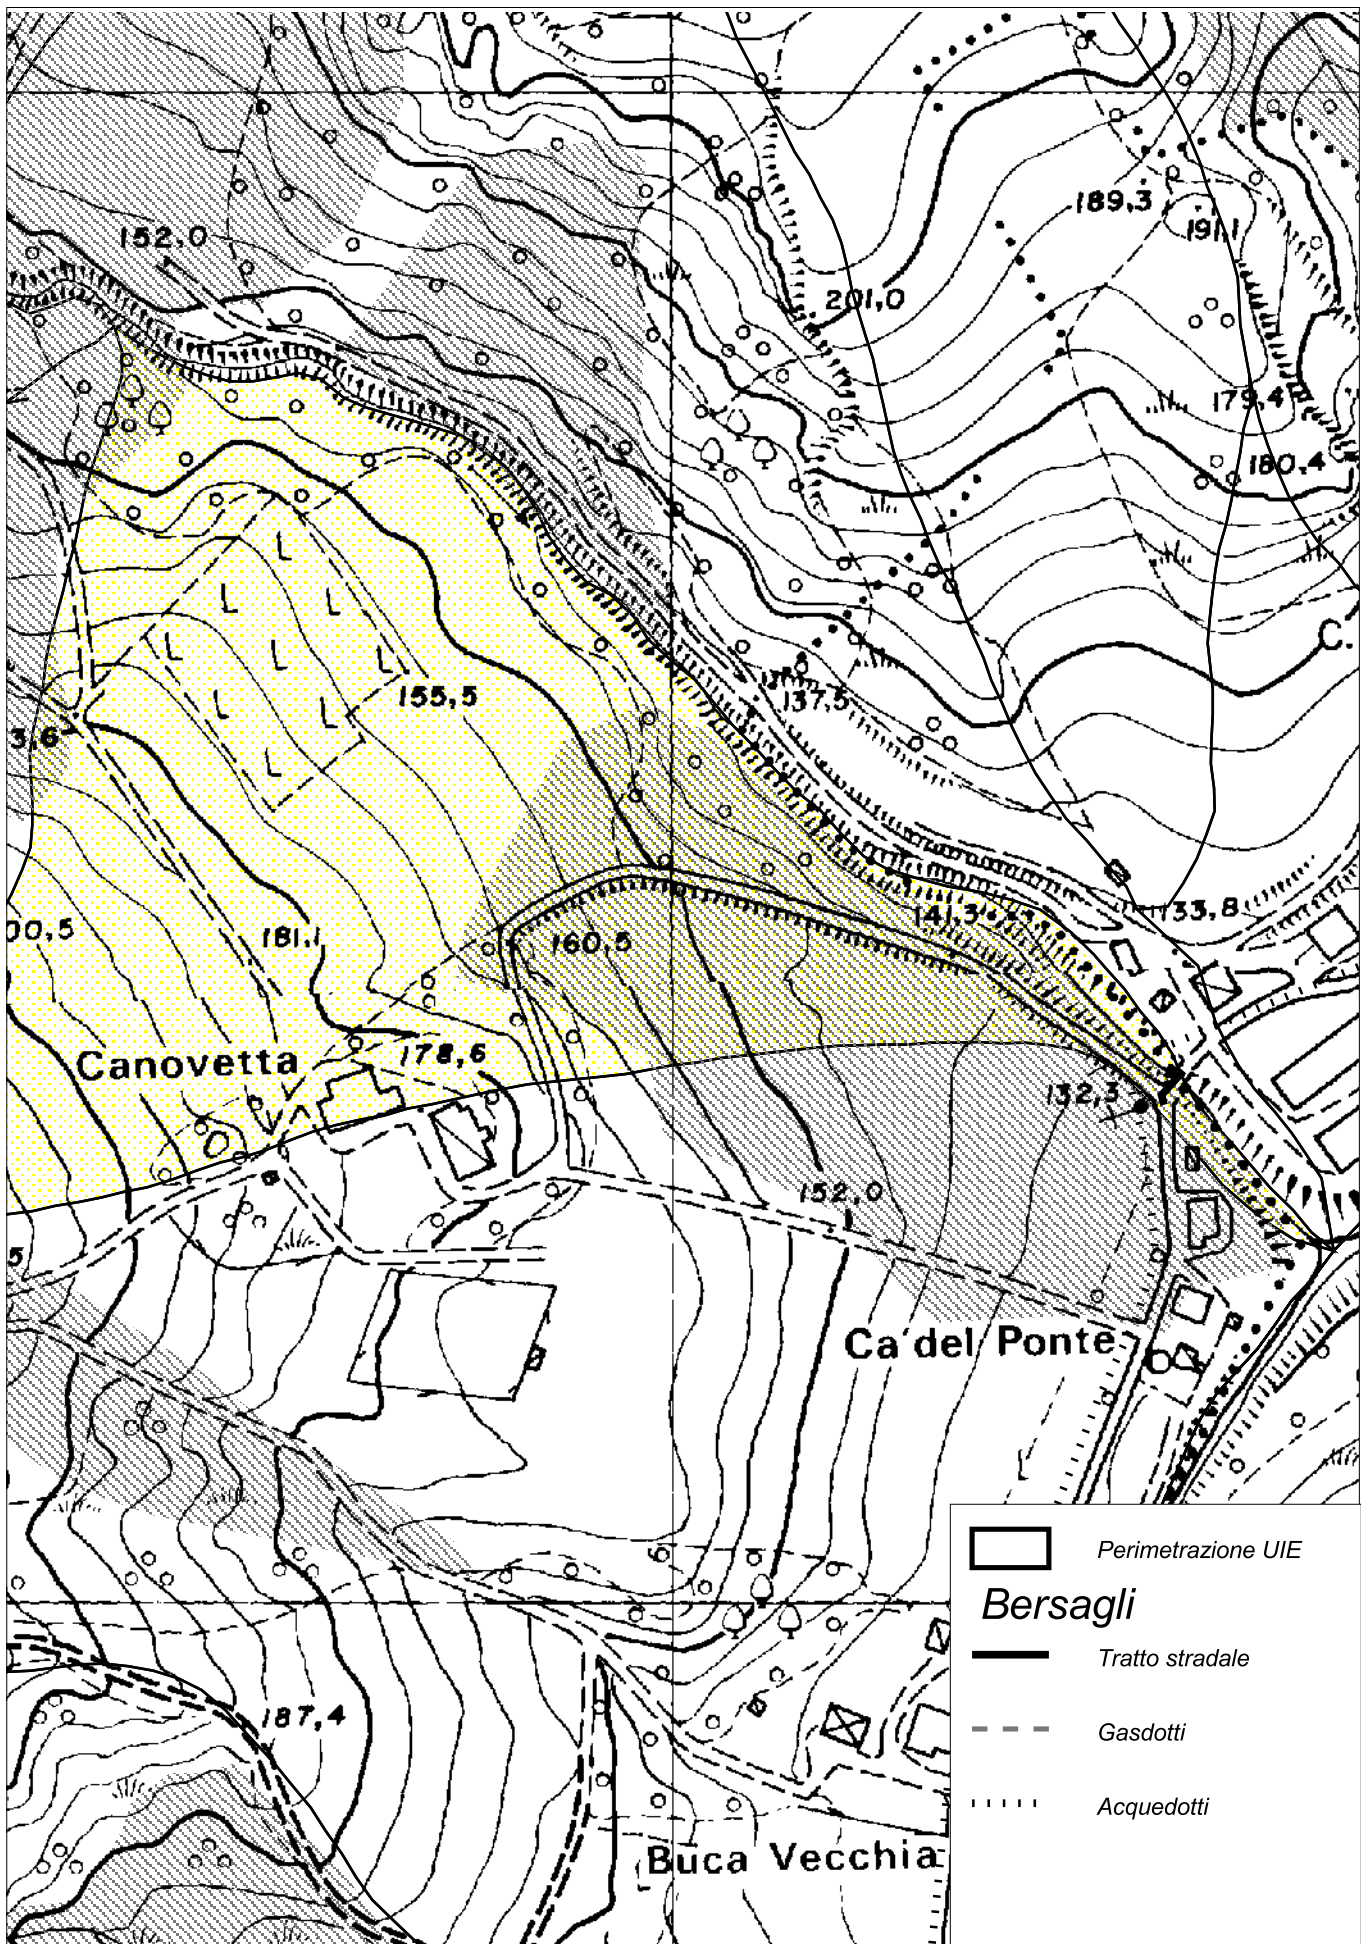 189,3
191,1
152,0
201,0
179,4
180,4
C.
155,5
137,5
3,6
141,3
133,8
00,5
181,1
160,5
Canovetta
178,6
132,3
152,0
5
Ca'del Ponte
Perimetrazione UIE
Bersagli
Tratto stradale
187,4
Gasdotti
Acquedotti
Buca Vecchia